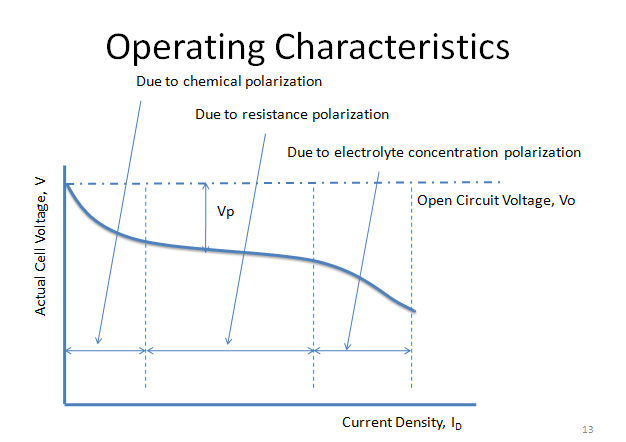 Operating Characteristics
Due to chemical polarization
Due to resistance polarization
Due to electrolyte concentration polarization
Open Circuit Voltage, Vo
Vp
Actual Cell Voltage, V
Current Density, I_D
13